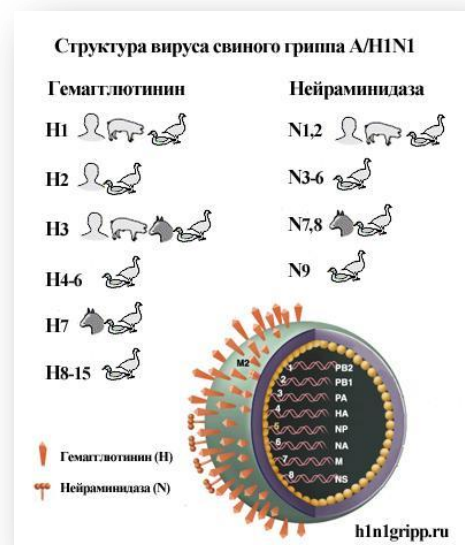 Структура вируса свиного гриппа A/H1N1
Гемагглютинин
H1
H2
H3
H4-6
H7
H8-15
Нейраминидаза
N1,2
N3-6
N7,8
N9
M2
1 PB2
2 PB1
3 PA
4 HA
5 NP
6 NA
7 M
8 NS
Гемагглютинин (H)
Нейраминидаза (N)
h1n1gripp.ru